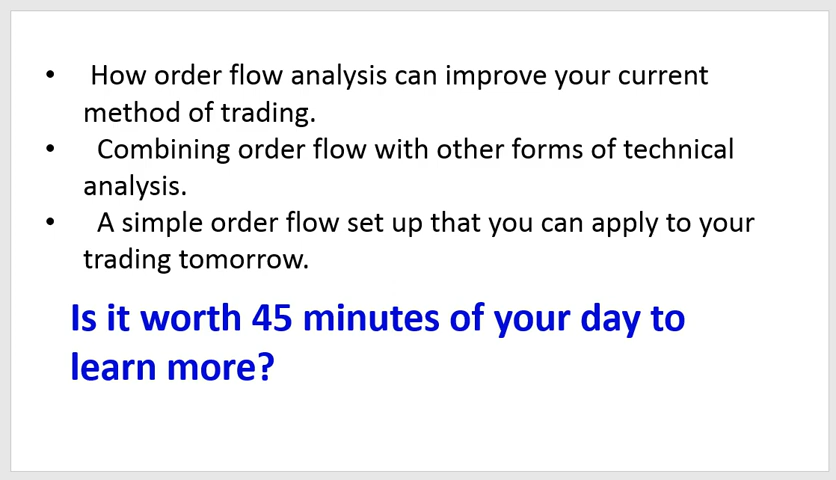 • How order flow analysis can improve your current
method of trading.
• Combining order flow with other forms of technical
analysis.
• A simple order flow set up that you can apply to your
trading tomorrow.
Is it worth 45 minutes of your day to
learn more?